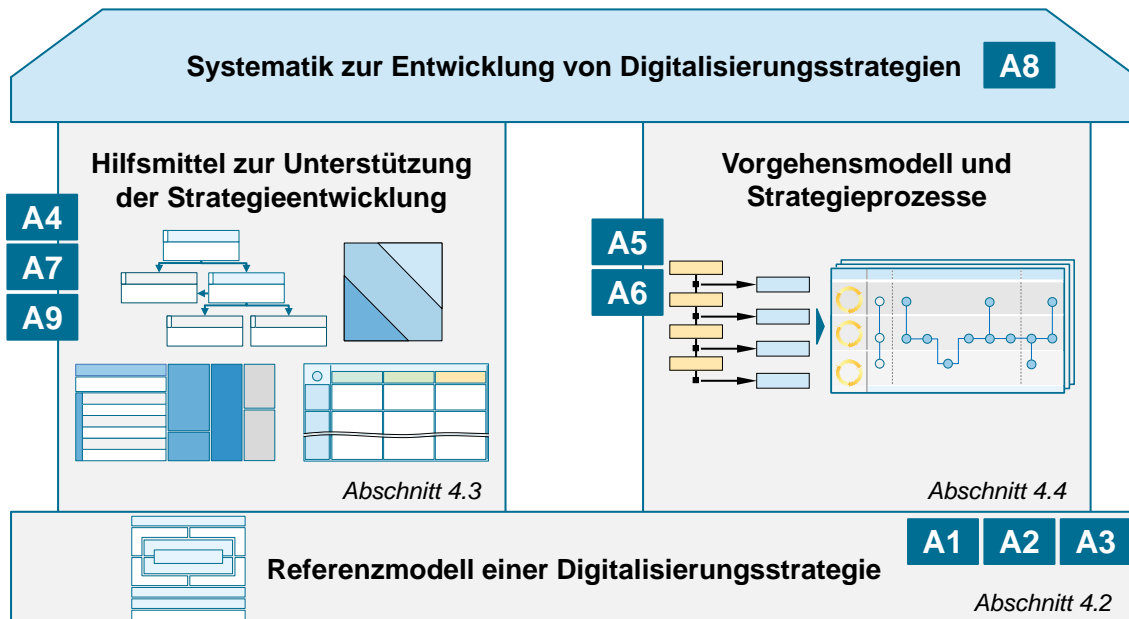 Systematik zur Entwicklung von Digitalisierungsstrategien
A8
Hilfsmittel zur Unterstützung
der Strategieentwicklung
A4
A7
A9
Abschnitt 4.3
Vorgehensmodell und
Strategieprozesse
A5
A6
Abschnitt 4.4
Referenzmodell einer Digitalisierungsstrategie
A1
A2
A3
Abschnitt 4.2